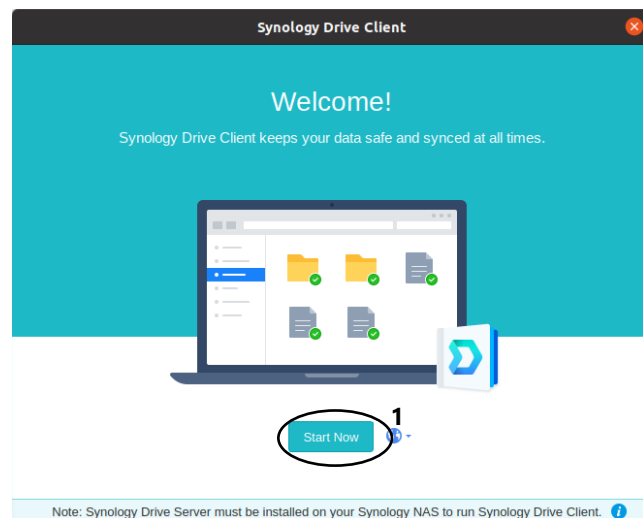 Synology Drive Client
Welcome!
Synology Drive Client keeps your data safe and synced at all times.
1
Start Now
Note: Synology Drive Server must be installed on your Synology NAS to run Synology Drive Client.